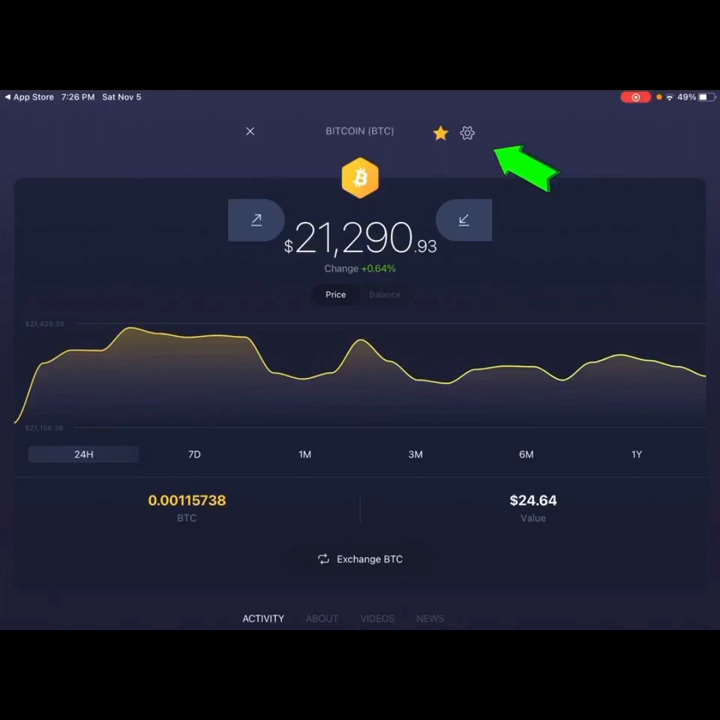 App Store 7:26 PM Sat Nov 5 49%
BITCOIN (BTC)
$21,290.93
Change +0.64%
Price Balance
$21,429.35
$21,166.38
24H 7D 1M 3M 6M 1Y
0.00115738 $24.64
BTC Value
Exchange BTC
ACTIVITY ABOUT VIDEOS NEWS